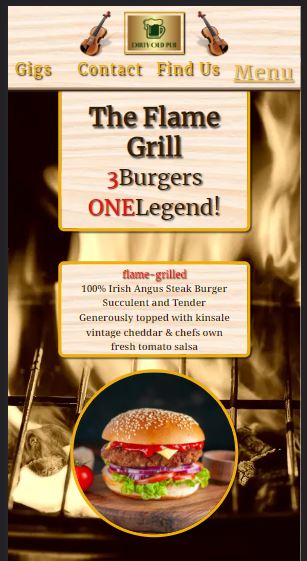 DIRTY OLD PUB
Gigs Contact Find Us Menu
The Flame
Grill
3Burgers
ONELegend!
flame-grilled
100% Irish Angus Steak Burger
Succulent and Tender
Generously topped with kinsale
vintage cheddar & chefs own
fresh tomato salsa